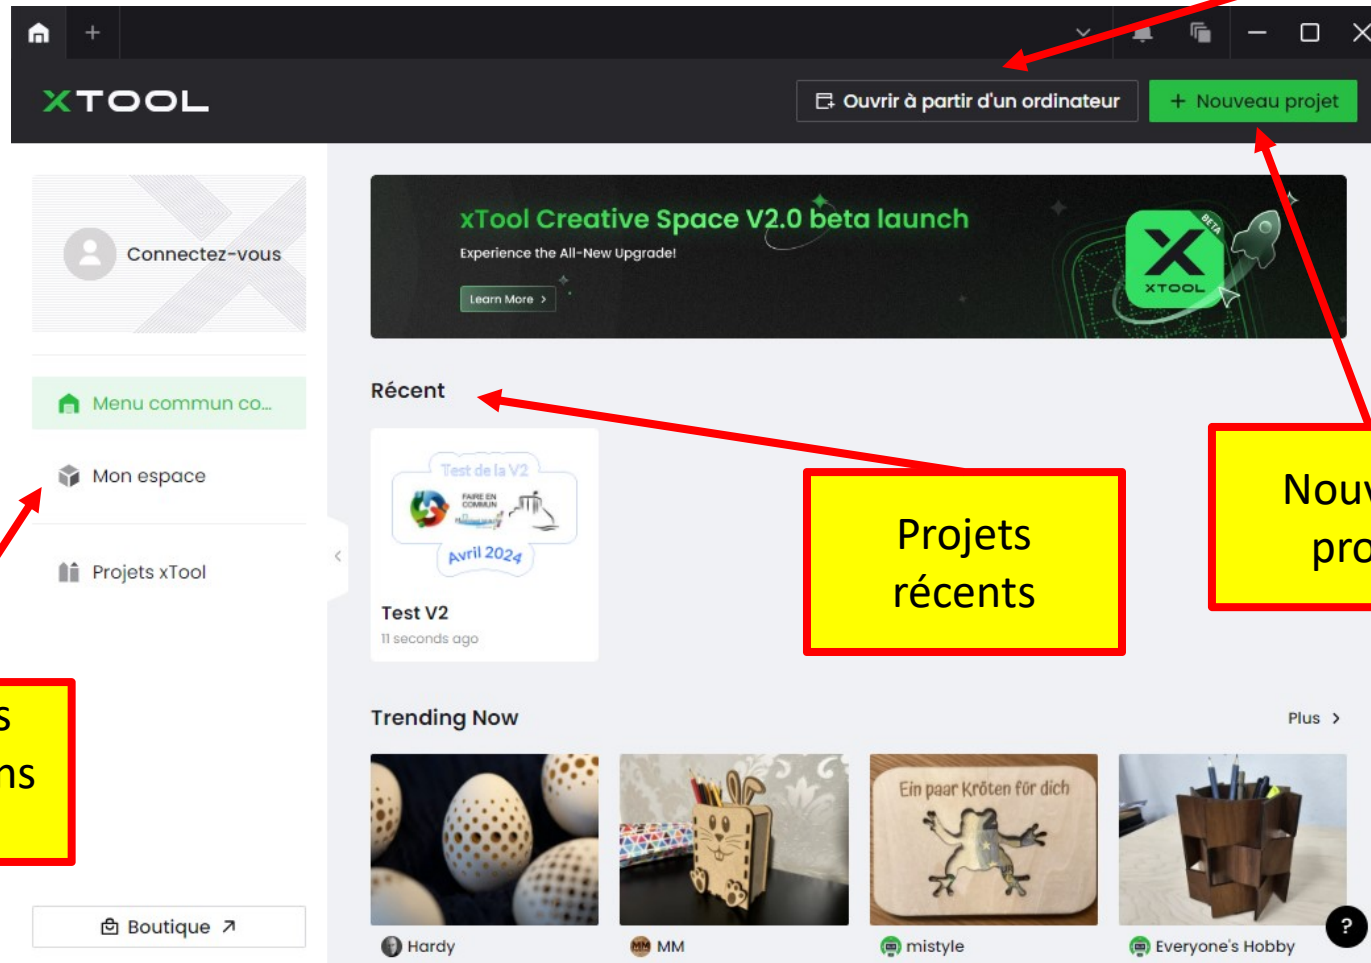 XTOOL
Ouvrir à partir d'un ordinateur
+ Nouveau projet
Connectez-vous
xTool Creative Space V2.0 beta launch
Experience the All-New Upgrade!
Learn More >
BETA
XTOOL
Menu commun co...
Mon espace
Projets xTool
Récent
Test de la V2
FAIRE EN
COMMUN
Avril 2024
Test V2
11 seconds ago
Projets
récents
Trending Now
Plus >
Ein paar Kröten für dich
Boutique
Hardy
MM
MM
mistyle
Everyone's Hobby
?